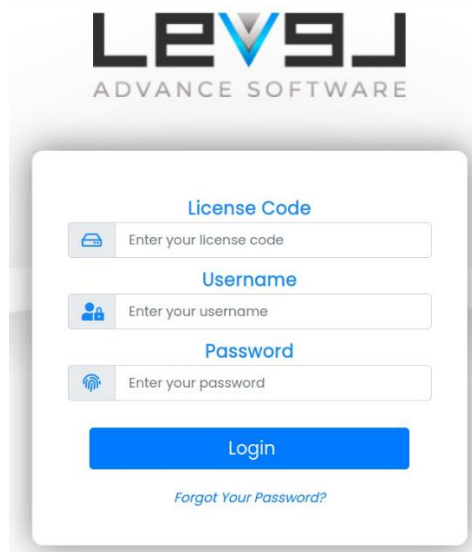 LEVEL
ADVANCE SOFTWARE
License Code
Enter your license code
Username
Enter your username
Password
Enter your password
Login
Forgot Your Password?